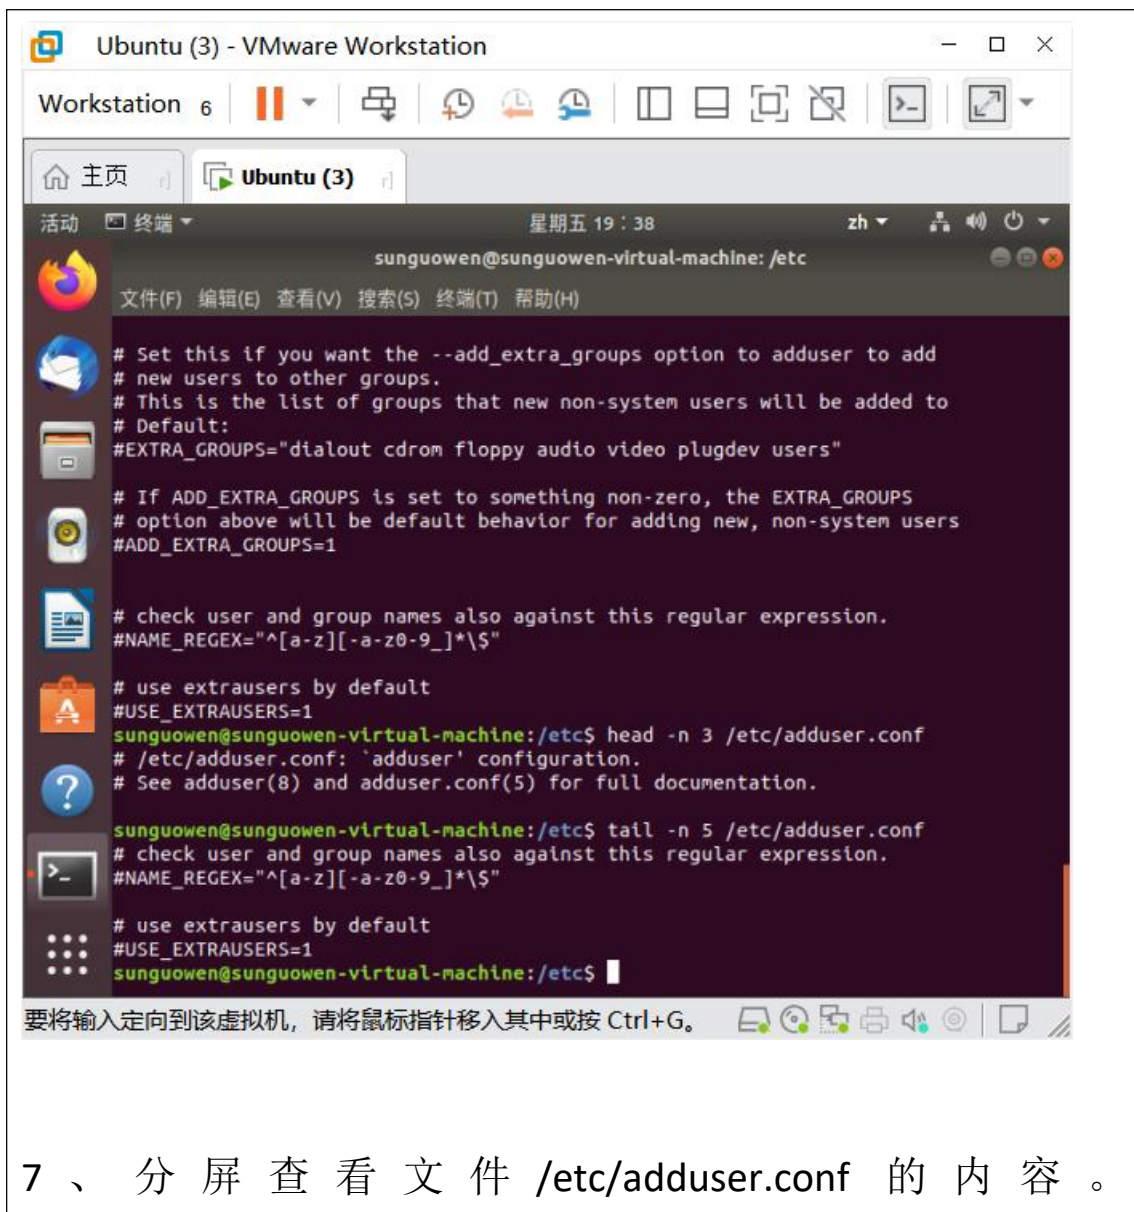 Ubuntu (3) - VMware Workstation
Workstation 6
主页
Ubuntu (3)
活动 终端 星期五 19：38 zh
sunguowen@sunguowen-virtual-machine: /etc
文件(F) 编辑(E) 查看(V) 搜索(S) 终端(T) 帮助(H)
# Set this if you want the --add_extra_groups option to adduser to add
# new users to other groups.
# This is the list of groups that new non-system users will be added to
# Default:
#EXTRA_GROUPS="dialout cdrom floppy audio video plugdev users"
# If ADD_EXTRA_GROUPS is set to something non-zero, the EXTRA_GROUPS
# option above will be default behavior for adding new, non-system users
#ADD_EXTRA_GROUPS=1
# check user and group names also against this regular expression.
#NAME_REGEX="^[a-z][-a-z0-9_]*\$"
# use extrausers by default
#USE_EXTRAUSERS=1
sunguowen@sunguowen-virtual-machine:/etc$ head -n 3 /etc/adduser.conf
# /etc/adduser.conf: `adduser' configuration.
# See adduser(8) and adduser.conf(5) for full documentation.
sunguowen@sunguowen-virtual-machine:/etc$ tail -n 5 /etc/adduser.conf
# check user and group names also against this regular expression.
#NAME_REGEX="^[a-z][-a-z0-9_]*\$"
# use extrausers by default
#USE_EXTRAUSERS=1
sunguowen@sunguowen-virtual-machine:/etc$
要将输入定向到该虚拟机，请将鼠标指针移入其中或按 Ctrl+G。
7、分屏查看文件/etc/adduser.conf 的内容。